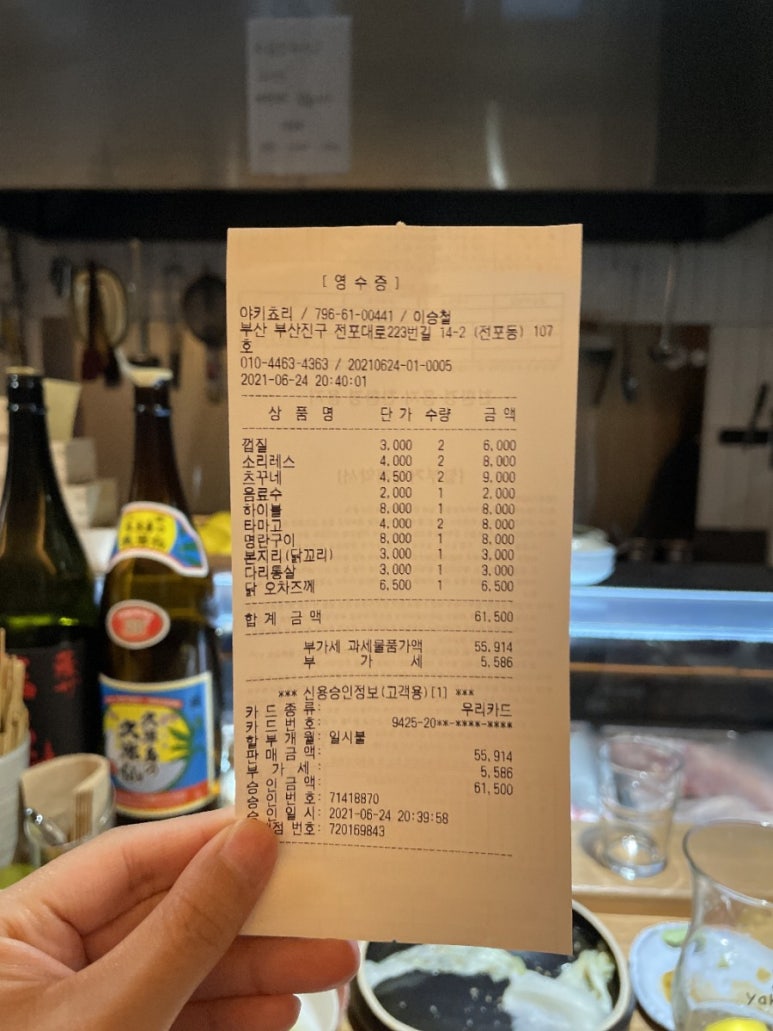 [ 영 수 증 ]
야키쵸리 / 796-61-00441 / 이승철
부산 부산진구 전포대로223번길 14-2 (전포동) 107
호
010-4463-4363 / 20210624-01-0005
2021-06-24 20:40:01
상 품 명 단 가 수량 금 액
껍질 3,000 2 6,000
소리레스 4,000 2 8,000
츠꾸네 4,500 2 9,000
음료수 2,000 1 2,000
하이볼 8,000 1 8,000
타마고 4,000 2 8,000
명란구이 8,000 1 8,000
본지리(닭꼬리) 3,000 1 3,000
다리통살 3,000 1 3,000
닭 오차즈께 6,500 1 6,500
합 계 금 액 61,500
부가세 과세물품가액 55,914
부 가 세 5,586
*** 신용승인정보(고객용)[1] ***
카 드 종 류: 우리카드
카 드 번 호: 9425-20**-****-****
할 부 개 월: 일시불
판 매 금 액: 55,914
부 가 세: 5,586
승 인 금 액: 61,500
승 인 번 호: 71418870
승 인 일 시: 2021-06-24 20:39:58
점 번호: 720169843
久米島の
久米仙
yak